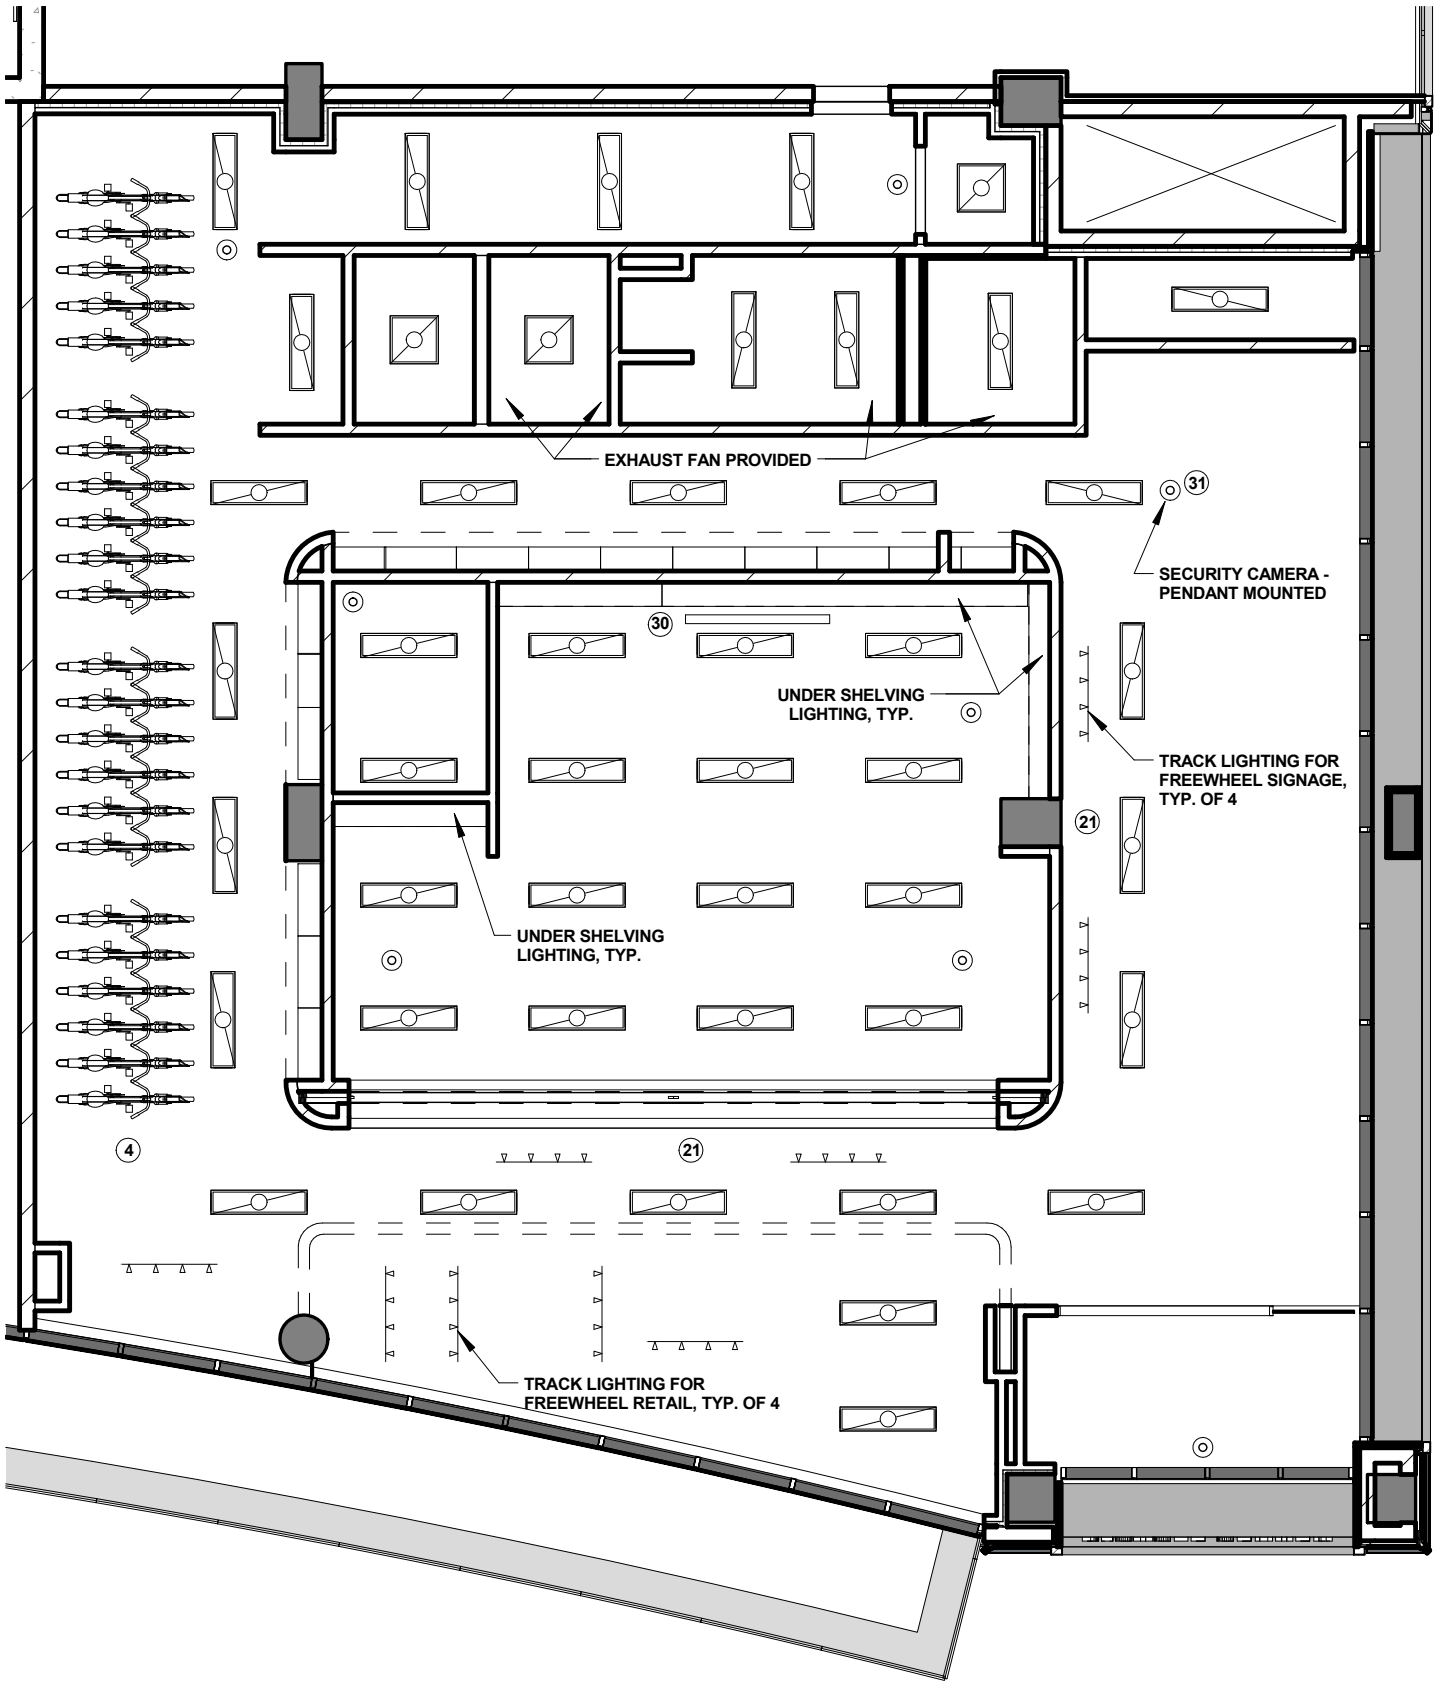 EXHAUST FAN PROVIDED
31
SECURITY CAMERA -
PENDANT MOUNTED
30
UNDER SHELVING
LIGHTING, TYP.
TRACK LIGHTING FOR
FREEWHEEL SIGNAGE,
TYP. OF 4
21
UNDER SHELVING
LIGHTING, TYP.
4
21
TRACK LIGHTING FOR
FREEWHEEL RETAIL, TYP. OF 4